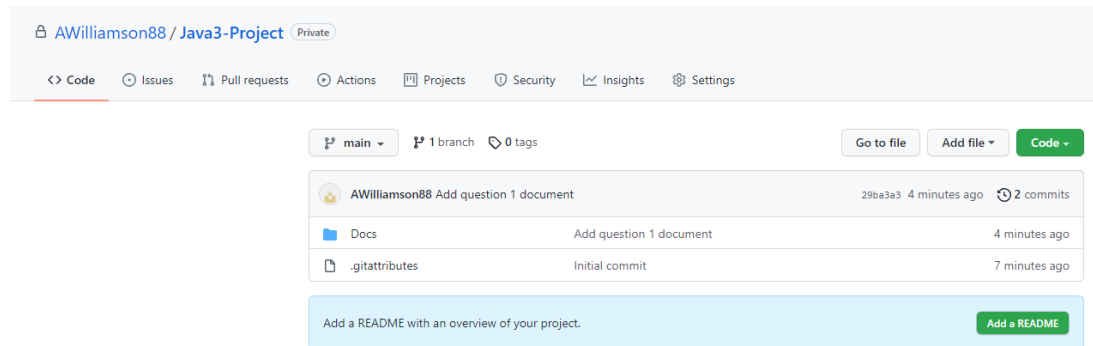 AWilliamson88 / Java3-Project Private
<> Code Issues Pull requests Actions Projects Security Insights Settings
main 1 branch 0 tags Go to file Add file Code
AWilliamson88 Add question 1 document 29ba3a3 4 minutes ago 2 commits
Docs Add question 1 document 4 minutes ago
.gitattributes Initial commit 7 minutes ago
Add a README with an overview of your project. Add a README